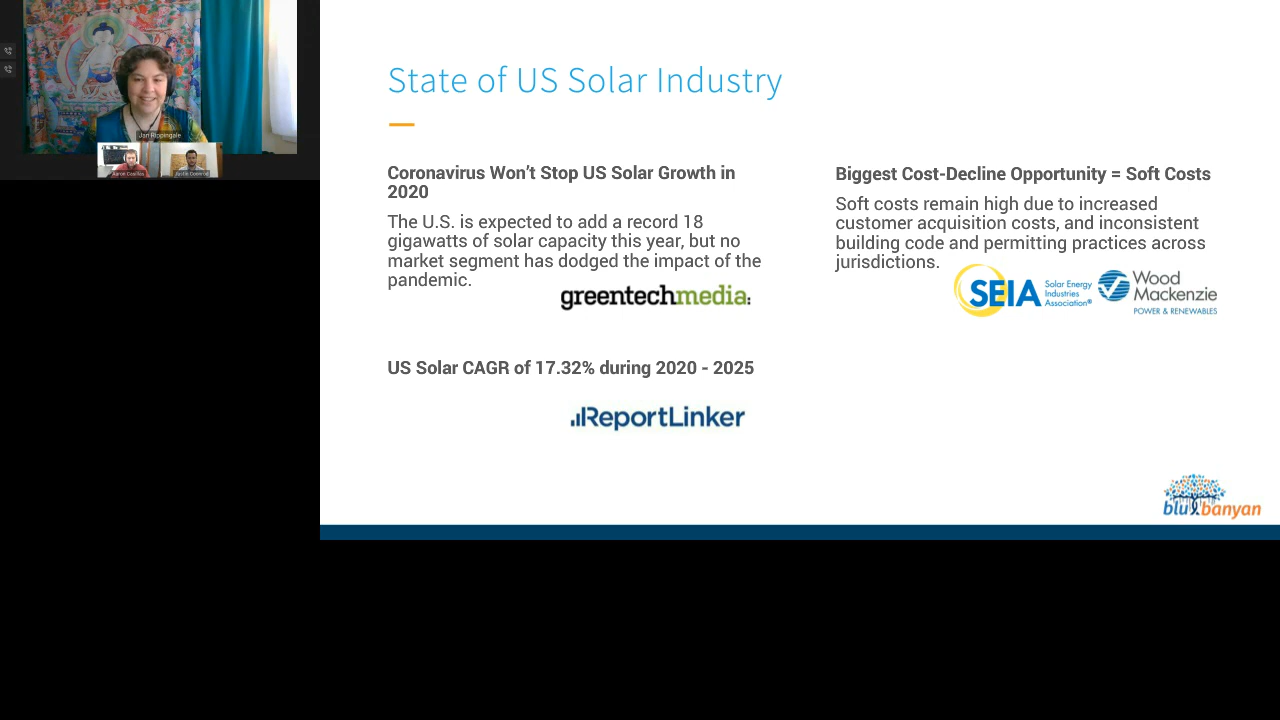 Jan Rippingale
Aaron Casillas
State of US Solar Industry
Coronavirus Won't Stop US Solar Growth in
2020
The U.S. is expected to add a record 18
gigawatts of solar capacity this year, but no
market segment has dodged the impact of the
pandemic.
greentechmedia:
US Solar CAGR of 17.32% during 2020 - 2025
ReportLinker
Biggest Cost-Decline Opportunity = Soft Costs
Soft costs remain high due to increased
customer acquisition costs, and inconsistent
building code and permitting practices across
jurisdictions.
SEIA
Solar Energy
Industries
Association®
Wood
Mackenzie
POWER & RENEWABLES
blu banyan